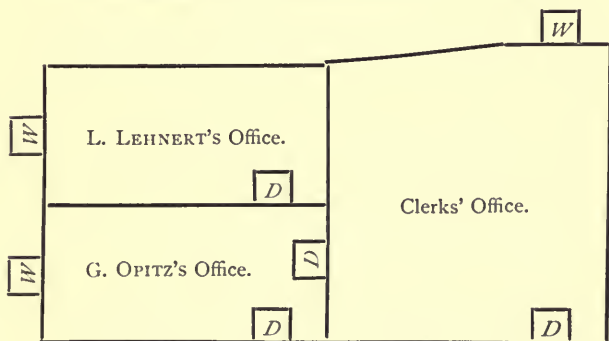 W
W
L. LEHNERT's Office.
D
Clerks' Office.
W
G. OPITZ's Office.
D
D
D